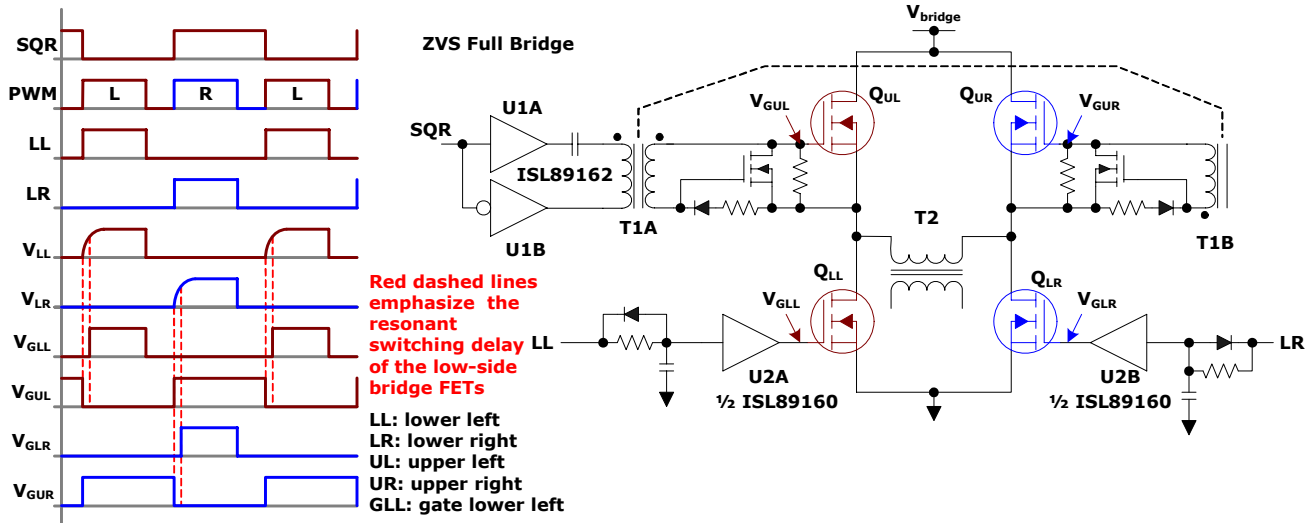 SQR
PWM
L
R
L
LL
LR
VLL
VLR
VGLL
VGUL
VGLR
VGUR
Red dashed lines
emphasize the
resonant
switching delay
of the low-side
bridge FETs
LL: lower left
LR: lower right
UL: upper left
UR: upper right
GLL: gate lower left
ZVS Full Bridge
Vbridge
SQR
U1A
ISL89162
U1B
T1A
VGUL
QUL
QUR
VGUR
T1B
T2
LL
U2A
½ ISL89160
VGLL
QLL
QLR
VGLR
U2B
½ ISL89160
LR